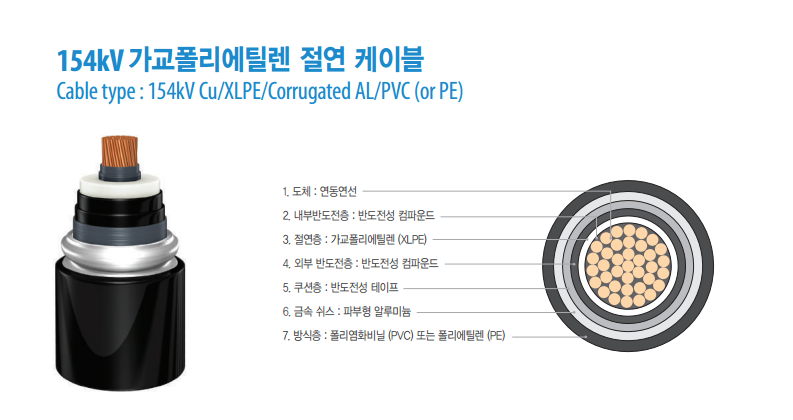 154kV 가교폴리에틸렌 절연 케이블
Cable type : 154kV Cu/XLPE/Corrugated AL/PVC (or PE)
1. 도체 : 연동연선
2. 내부반도전층 : 반도전성 컴파운드
3. 절연층 : 가교폴리에틸렌 (XLPE)
4. 외부 반도전층 : 반도전성 컴파운드
5. 쿠션층 : 반도전성 테이프
6. 금속 쉬스 : 파부형 알루미늄
7. 방식층 : 폴리염화비닐 (PVC) 또는 폴리에틸렌 (PE)